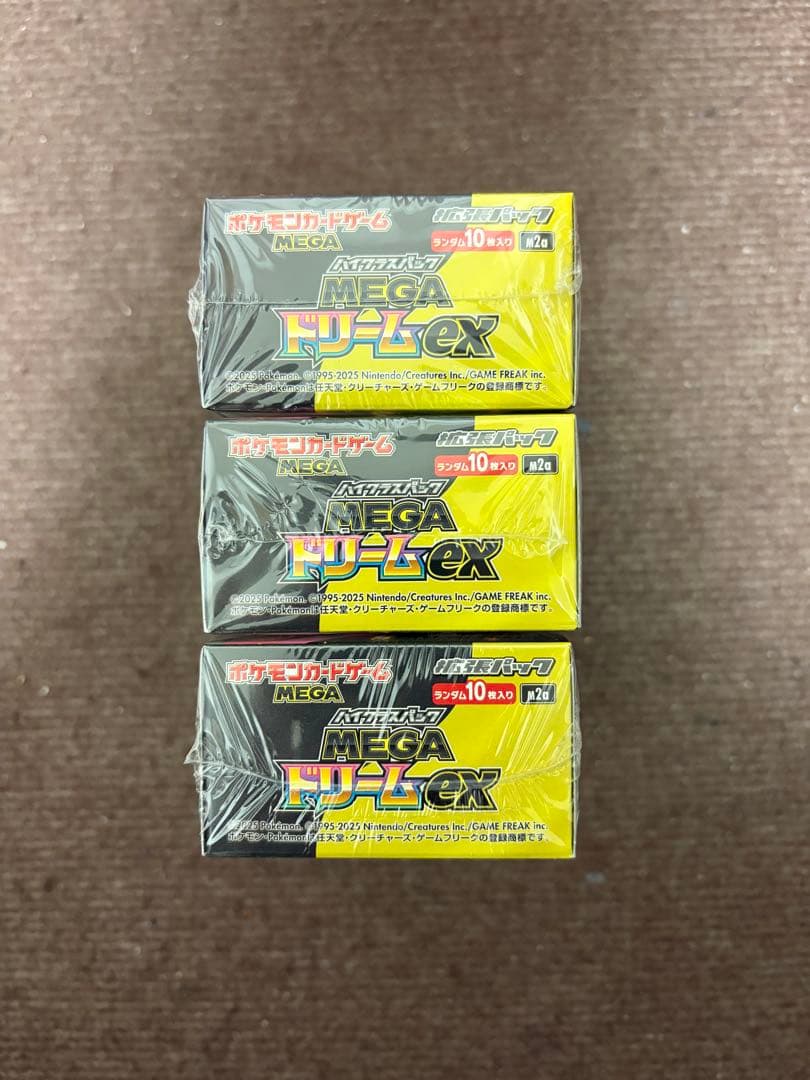 ポケモンカードゲーム 拡張パック
MEGA ランダム10枚入り M2a
ハイクラスパック
MEGA
ドリームex
©2025 Pokémon. ©1995-2025 Nintendo/Creatures Inc./GAME FREAK inc.
ポケモン・Pokémonは任天堂・クリーチャーズ・ゲームフリークの登録商標です。
ポケモンカードゲーム 拡張パック
MEGA ランダム10枚入り M2a
ハイクラスパック
MEGA
ドリームex
©2025 Pokémon. ©1995-2025 Nintendo/Creatures Inc./GAME FREAK inc.
ポケモン・Pokémonは任天堂・クリーチャーズ・ゲームフリークの登録商標です。
ポケモンカードゲーム 拡張パック
MEGA ランダム10枚入り M2a
ハイクラスパック
MEGA
ドリームex
©2025 Pokémon. ©1995-2025 Nintendo/Creatures Inc./GAME FREAK inc.
ポケモン・Pokémonは任天堂・クリーチャーズ・ゲームフリークの登録商標です。